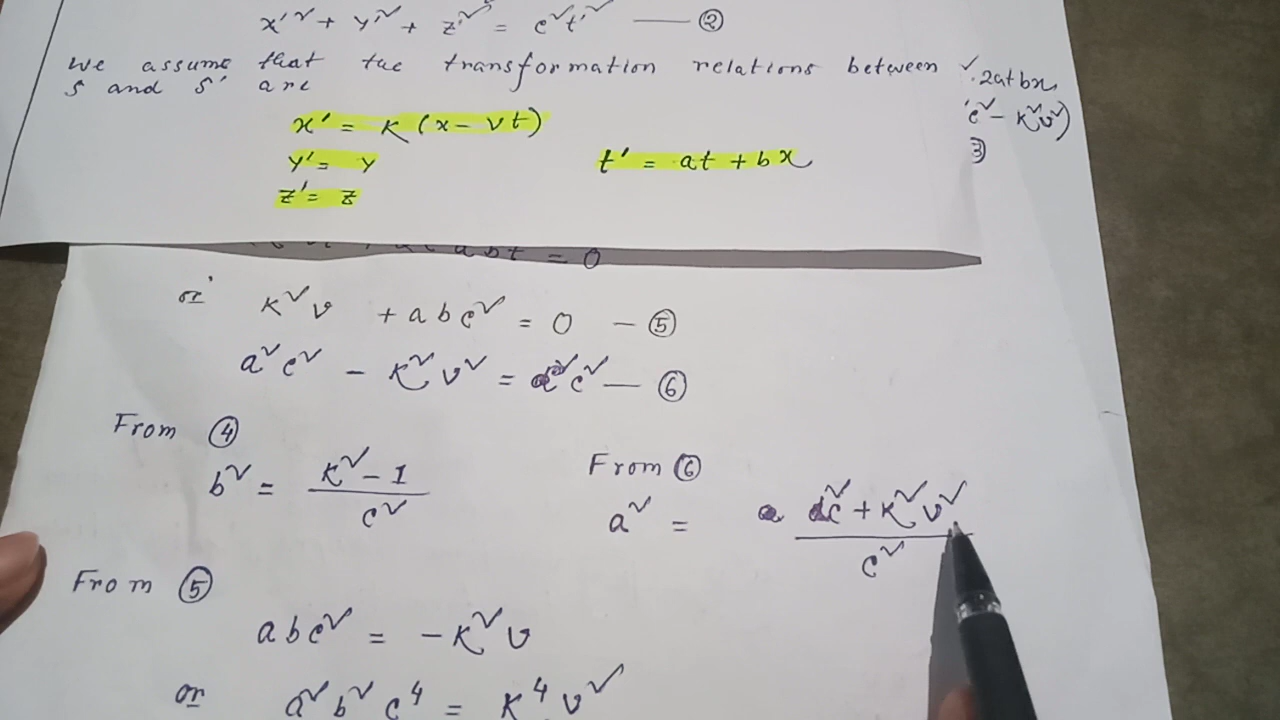 x'² + y'² + z'² = c²t'² — ②
We assume that the transformation relations between
S and S' are
2atbx
c² - K²v²)
3)
x' = K (x - vt)
y' = y
t' = at + bx
z' = z
abt = 0
or K²v + abc² = 0 - ⑤
a²c² - K²v² = c² — ⑥
From ④
b² = K² - 1 / c²
From ⑥
a² = c² + K²v² / c²
From ⑤
abc² = - K²v
or a²b²c⁴ = K⁴v²